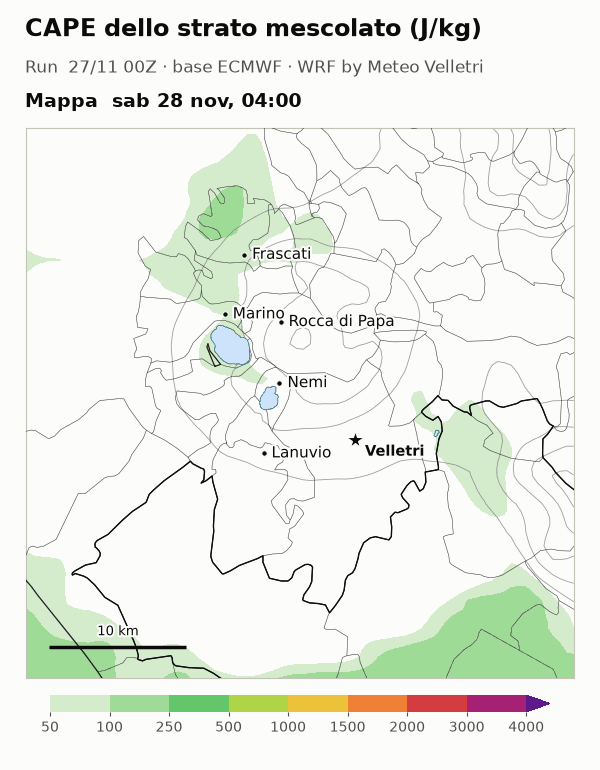 CAPE dello strato mescolato (J/kg)
Run  27/11 00Z · base ECMWF · WRF by Meteo Velletri
Mappa  sab 28 nov, 04:00
Frascati
Marino
Rocca di Papa
Nemi
Velletri
Lanuvio
10 km
50 100 250 500 1000 1500 2000 3000 4000